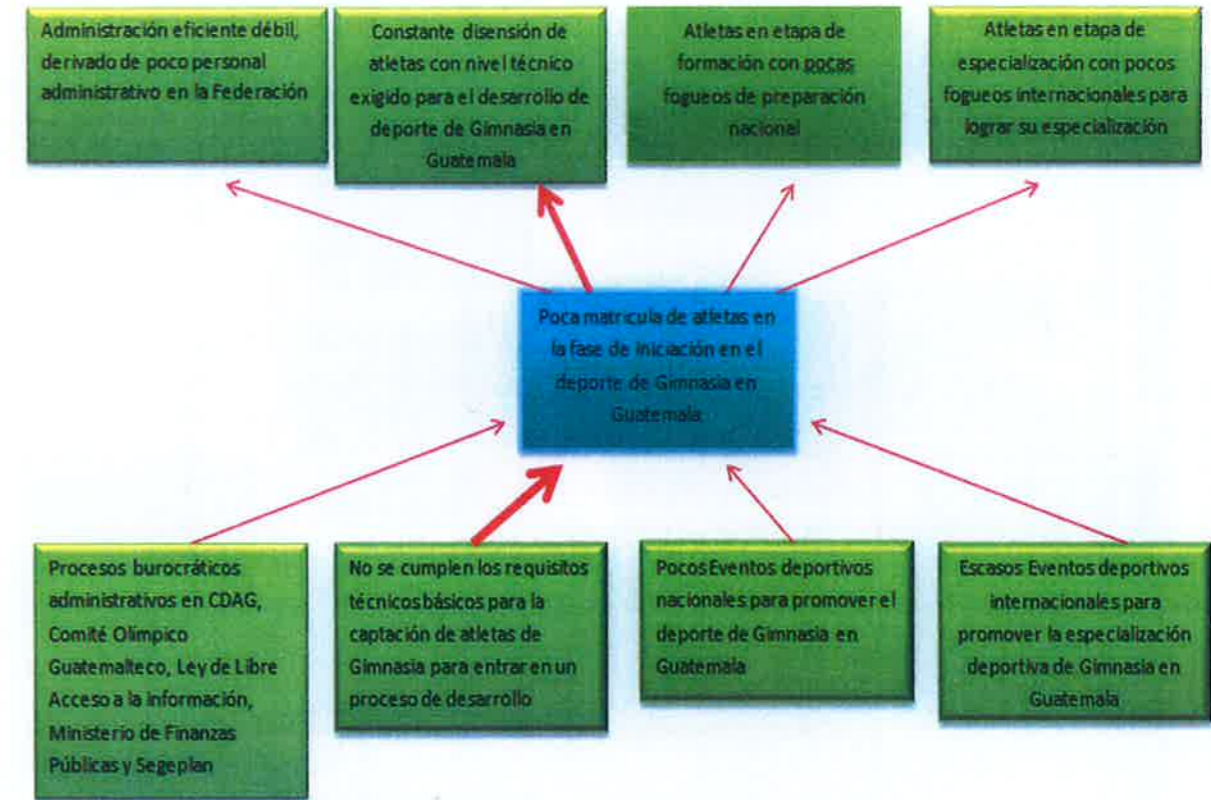 Administración eficiente débil,
derivado de poco personal
administrativo en la Federación
Constante disensión de
atletas con nivel técnico
exigido para el desarrollo de
deporte de Gimnasia en
Guatemala
Atletas en etapa de
formación con pocas
fogueos de preparación
nacional
Atletas en etapa de
especialización con pocos
fogueos internacionales para
lograr su especialización
Poca matricula de atletas en
la fase de iniciación en el
deporte de Gimnasia en
Guatemala
Procesos burocráticos
administrativos en CDAG,
Comité Olímpico
Guatemalteco, Ley de Libre
Acceso a la información,
Ministerio de Finanzas
Públicas y Segeplan
No se cumplen los requisitos
técnicos básicos para la
captación de atletas de
Gimnasia para entrar en un
proceso de desarrollo
Pocos Eventos deportivos
nacionales para promover el
deporte de Gimnasia en
Guatemala
Escasos Eventos deportivos
internacionales para
promover la especialización
deportiva de Gimnasia en
Guatemala